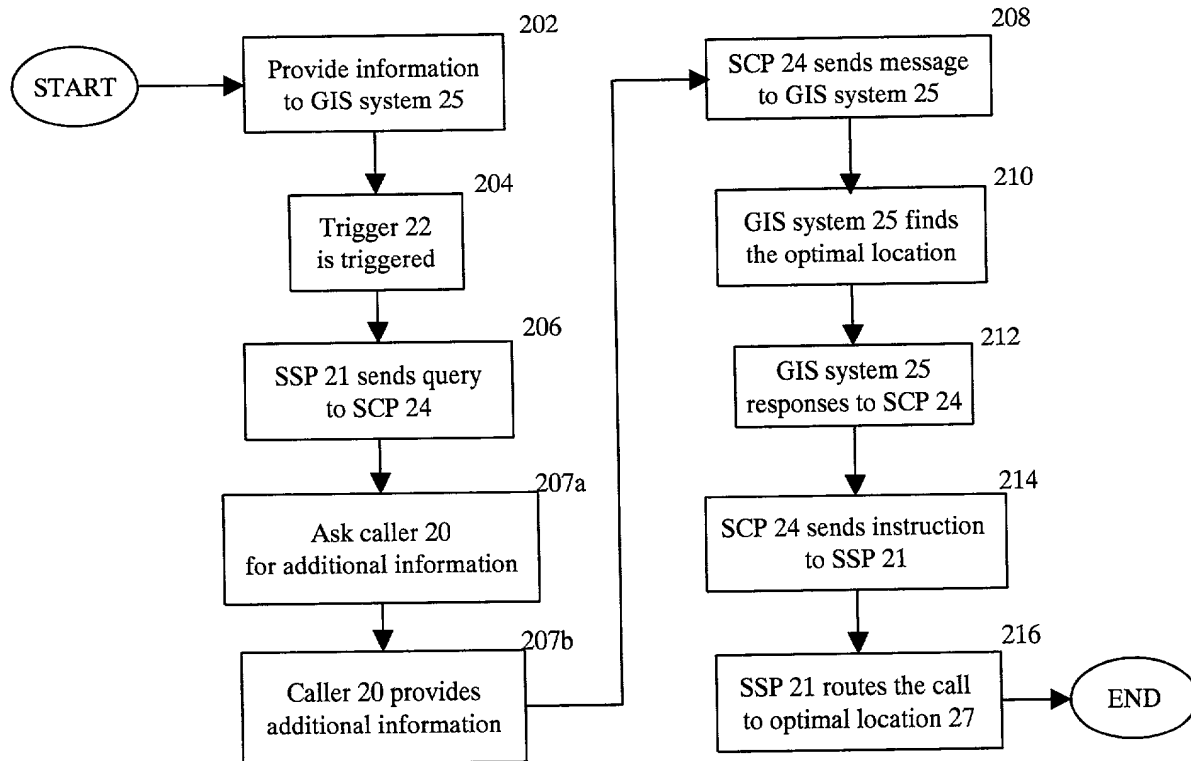 START
202
Provide information
to GIS system 25
204
Trigger 22
is triggered
206
SSP 21 sends query
to SCP 24
207a
Ask caller 20
for additional information
207b
Caller 20 provides
additional information
208
SCP 24 sends message
to GIS system 25
210
GIS system 25 finds
the optimal location
212
GIS system 25
responses to SCP 24
214
SCP 24 sends instruction
to SSP 21
216
SSP 21 routes the call
to optimal location 27
END